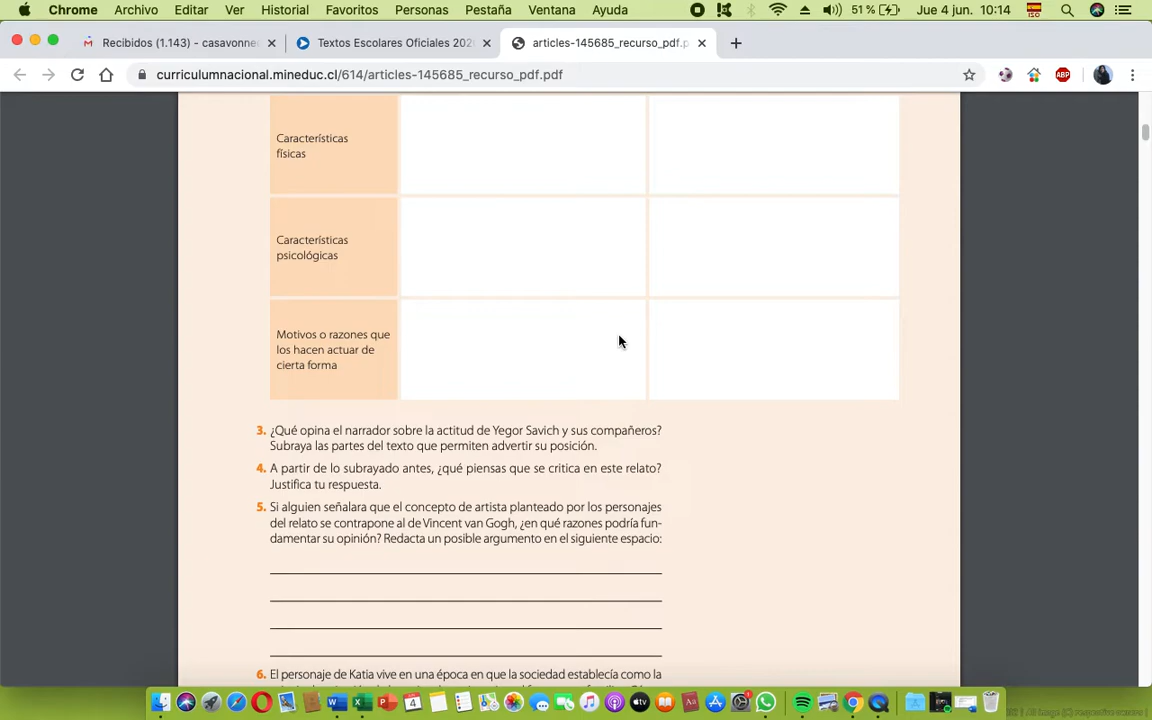 Chrome Archivo Editar Ver Historial Favoritos Personas Pestaña Ventana Ayuda 51 % Jue 4 jun. 10:14
Recibidos (1.143) - casavonnec
Textos Escolares Oficiales 202
articles-145685_recurso_pdf.p
curriculumnacional.mineduc.cl/614/articles-145685_recurso_pdf.pdf
Características
físicas
Características
psicológicas
Motivos o razones que
los hacen actuar de
cierta forma
3. ¿Qué opina el narrador sobre la actitud de Yegor Savich y sus compañeros?
Subraya las partes del texto que permiten advertir su posición.
4. A partir de lo subrayado antes, ¿qué piensas que se critica en este relato?
Justifica tu respuesta.
5. Si alguien señalara que el concepto de artista planteado por los personajes
del relato se contrapone al de Vincent van Gogh, ¿en qué razones podría fun-
damentar su opinión? Redacta un posible argumento en el siguiente espacio:
6. El personaje de Katia vive en una época en que la sociedad establecía como la